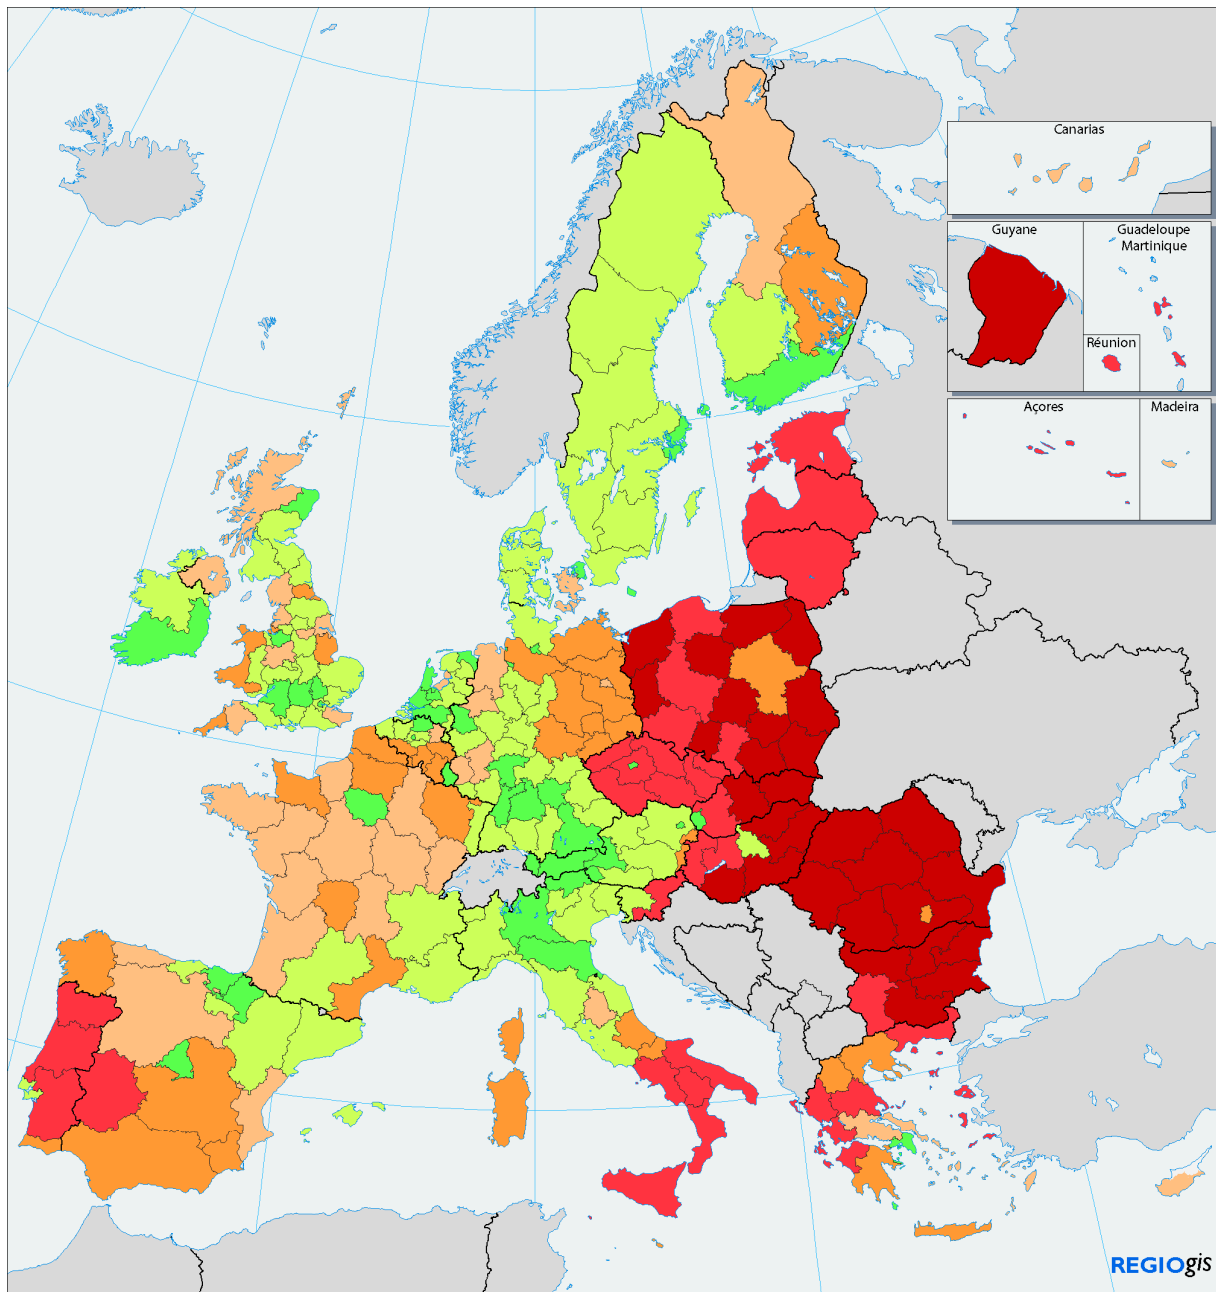 Canarias
Guyane
Guadeloupe
Martinique
Réunion
Açores
Madeira
REGIOgis